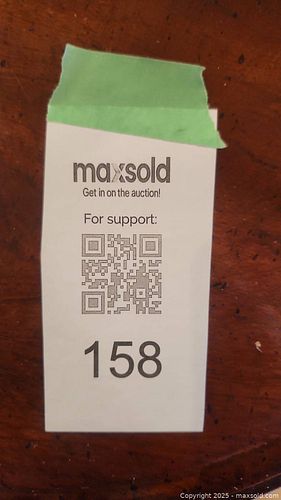 maxsold
Get in on the auction!
For support:
158
Copyright 2025 - maxsold.com